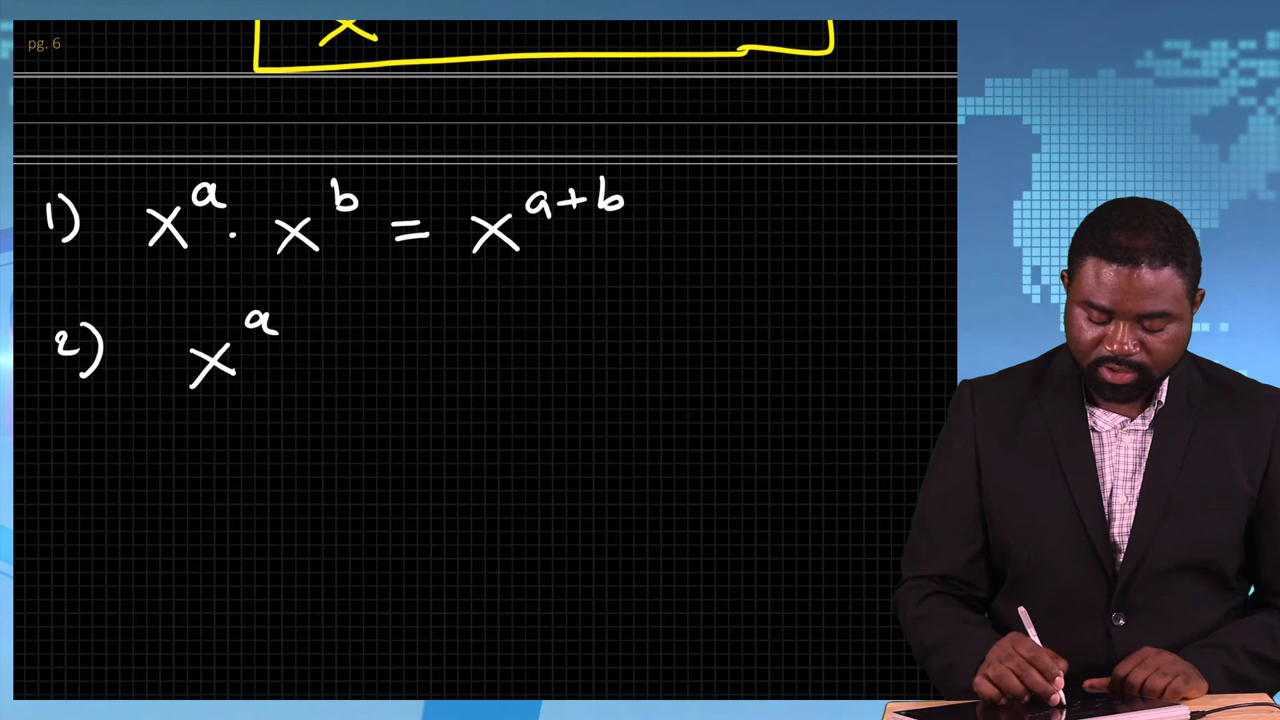 pg. 6
x
1) x^a · x^b = x^(a+b)
2) x^a